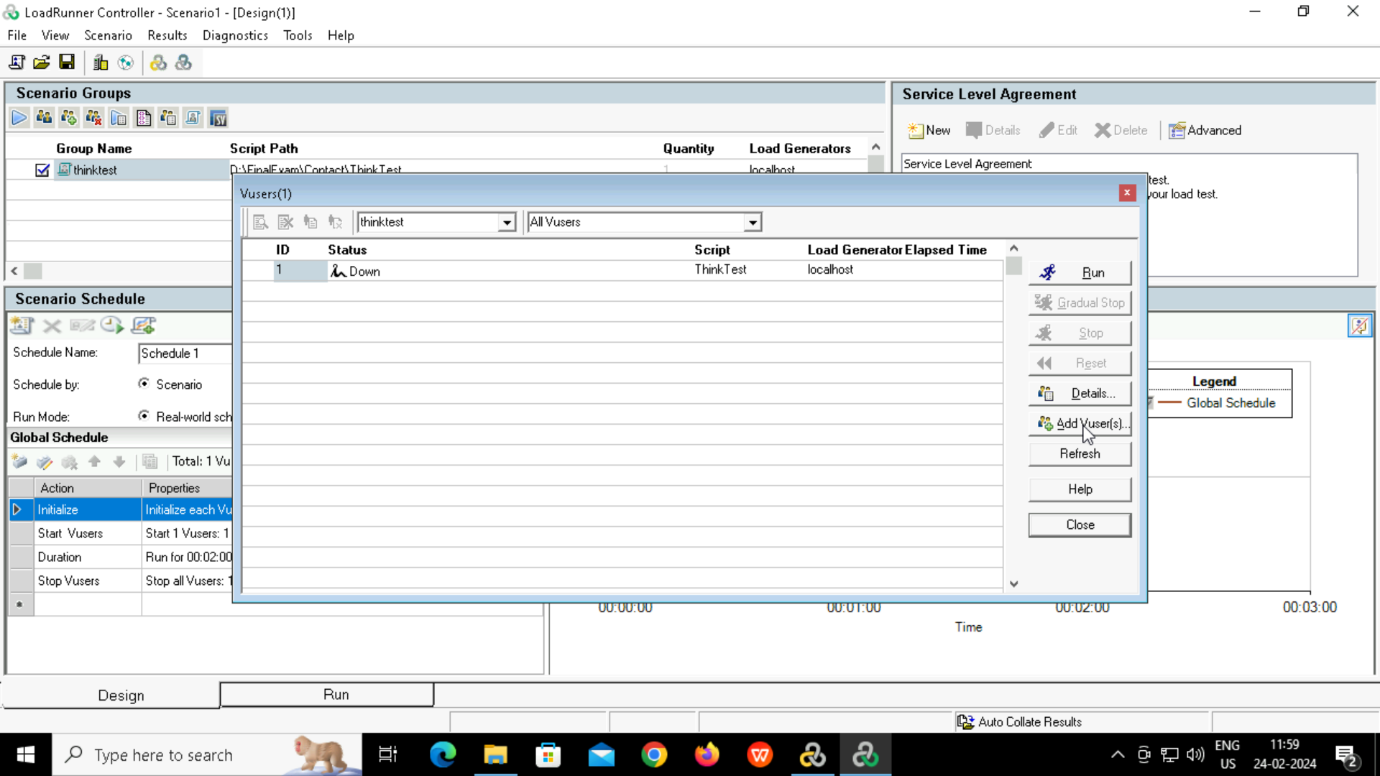 LoadRunner Controller - Scenario1 - [Design(1)]
File View Scenario Results Diagnostics Tools Help
Scenario Groups
Group Name Script Path Quantity Load Generators
thinktest D:\FinalExam\Contact\ThinkTest 1 localhost
Service Level Agreement
New Details Edit Delete Advanced
Service Level Agreement
test.
your load test.
Vusers(1)
thinktest All Vusers
ID Status Script Load Generator Elapsed Time
1 Down ThinkTest localhost
Run
Gradual Stop
Stop
Reset
Details...
Add Vuser(s)...
Refresh
Help
Close
Scenario Schedule
Schedule Name: Schedule 1
Schedule by: Scenario
Run Mode: Real-world sch
Global Schedule
Total: 1 Vu
Action Properties
Initialize Initialize each Vu
Start Vusers Start 1 Vusers: 1
Duration Run for 00:02:00
Stop Vusers Stop all Vusers: 1
Legend
Global Schedule
00:00:00 00:01:00 00:02:00 00:03:00
Time
Design Run
Auto Collate Results
Type here to search
ENG
US
11:59
24-02-2024
2